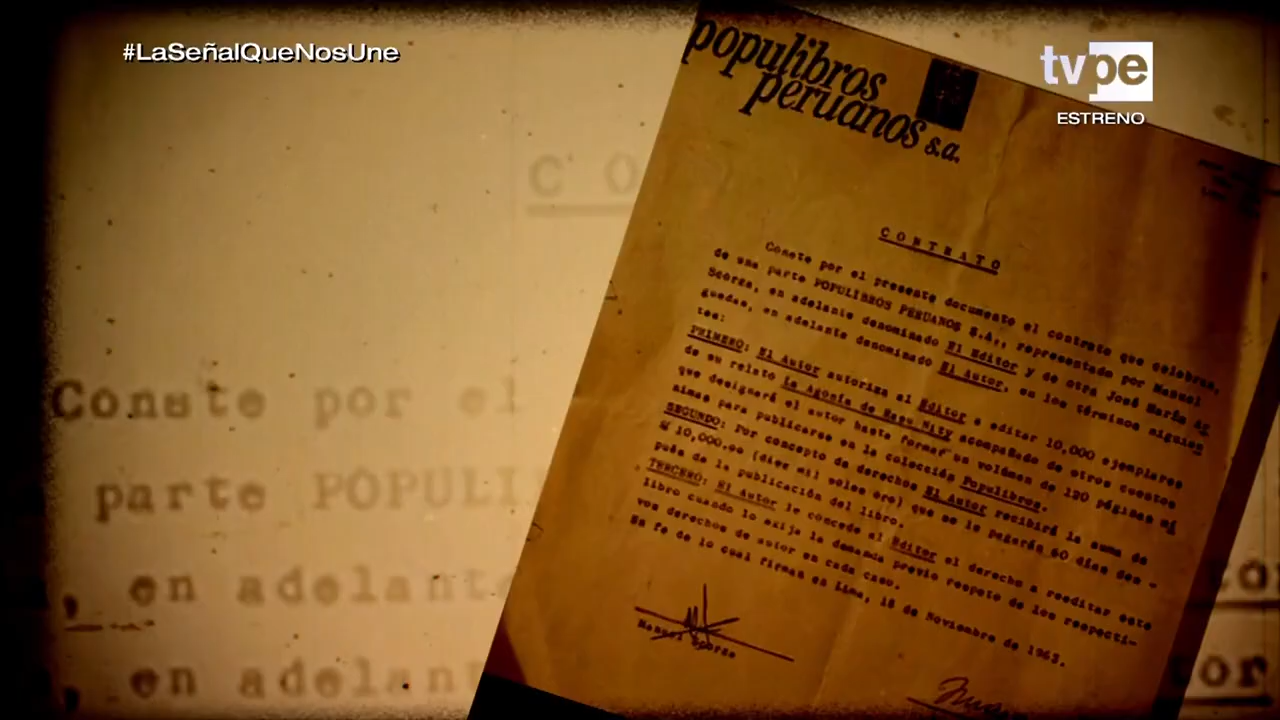 #LaSeñalQueNosUne
tvpe
ESTRENO
populibros
peruanos s.a.
CONTRATO
Conste por el presente documento el contrato que celebran,
de una parte POPULIBROS PERUANOS S.A., representada por Manuel
Scorza, en adelante denominado El Editor y de otra José María Ar
guedas, en adelante denominado El Autor, en los términos siguien
tes:
PRIMERO: El Autor autoriza al Editor a editar 10,000 ejemplares
de su relato La Agonía de Rasu Ñity acompañado de otros cuentos
que designará el autor hasta formar un volúmen de 120 páginas mí
nimas para publicarse en la colección Populibros.
SEGUNDO: Por concepto de derechos El Autor recibirá la suma de
10,000.00 (diez mil soles oro) que se le pagarán 60 días des -
pués de la publicación del libro.
TERCERO: El Autor le concede al Editor el derecho a reeditar este
libro cuando lo exija la demanda previo respeto de los respecti-
vos derechos de autor en cada caso.
En fe de lo cual firman en Lima, 18 de Noviembre de 1963.
Manuel Scorza
C O
Conste por el
parte POPULI
, en adelant
, en adelant
tor